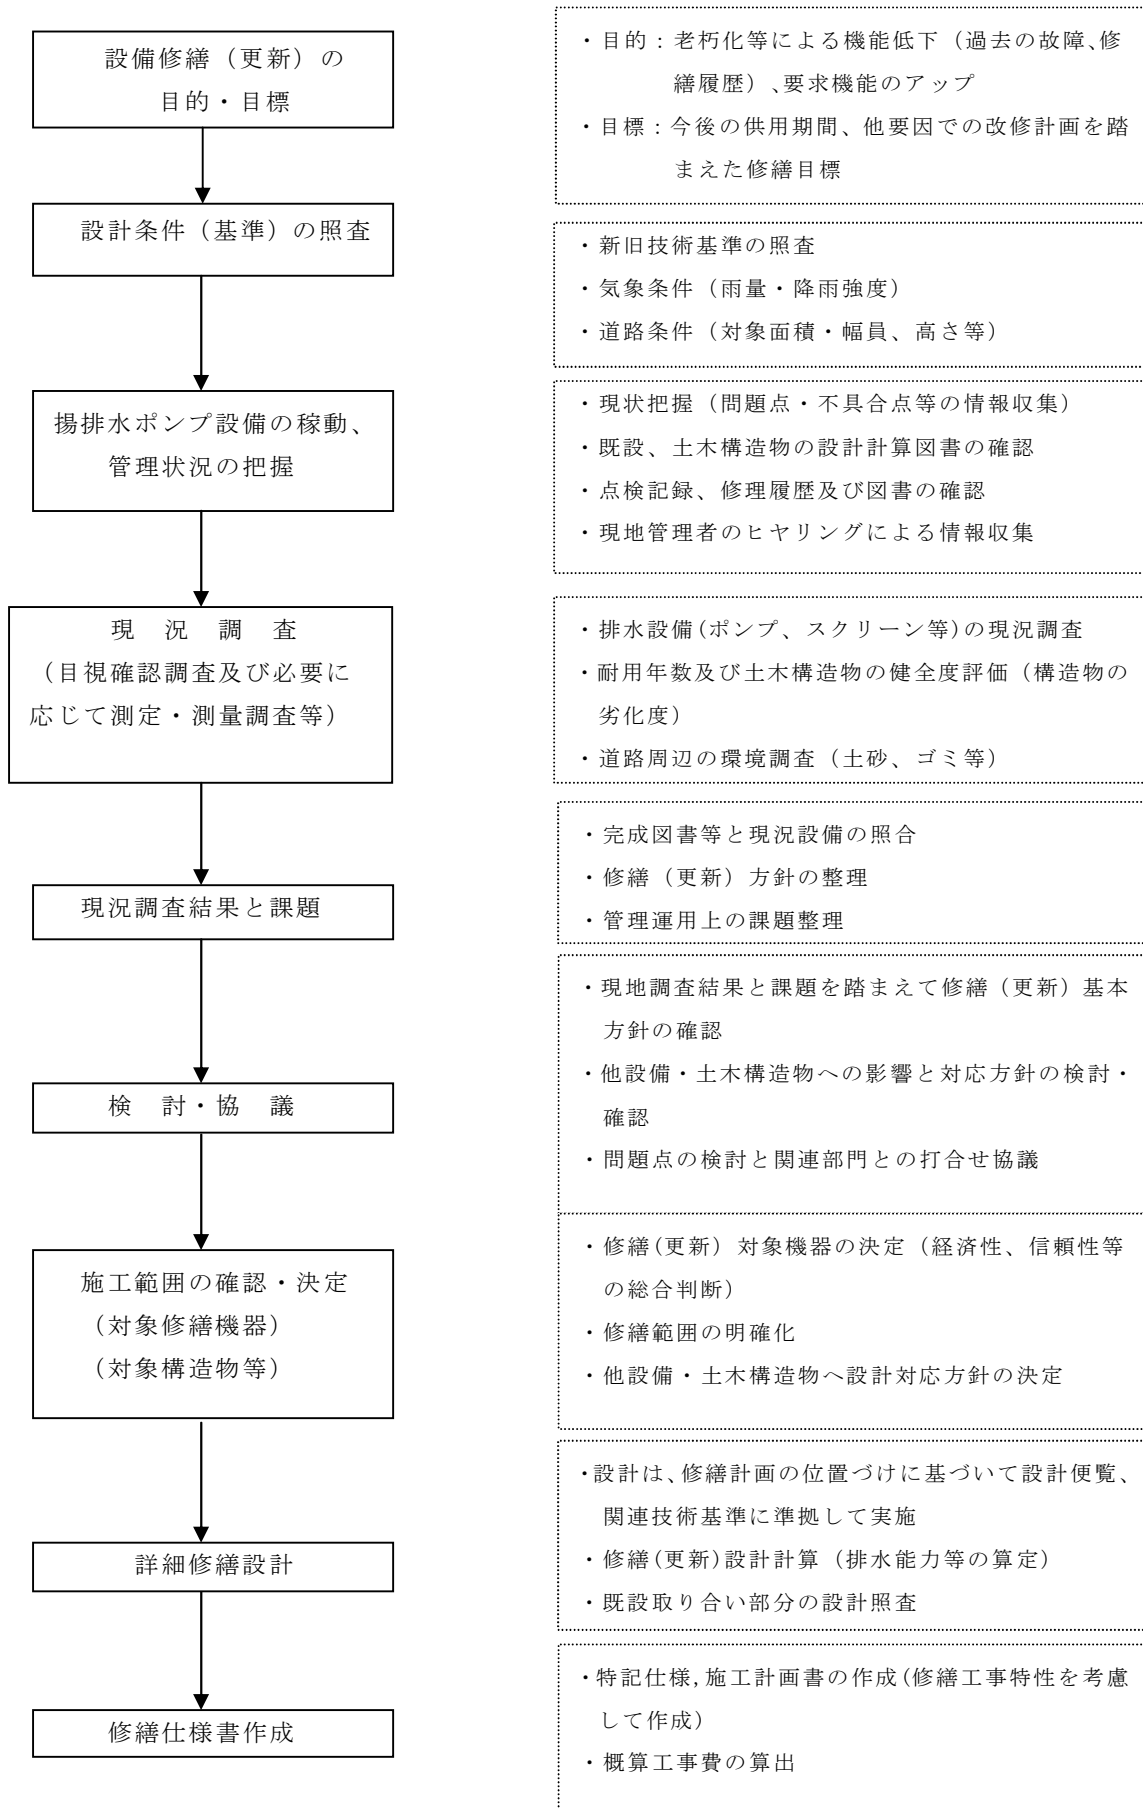 設備修繕（更新）の
目的・目標
・目的：老朽化等による機能低下（過去の故障、修
繕履歴）、要求機能のアップ
・目標：今後の供用期間、他要因での改修計画を踏
まえた修繕目標
設計条件（基準）の照査
・新旧技術基準の照査
・気象条件（雨量・降雨強度）
・道路条件（対象面積・幅員、高さ等）
揚排水ポンプ設備の稼動、
管理状況の把握
・現状把握（問題点・不具合点等の情報収集）
・既設、土木構造物の設計計算図書の確認
・点検記録、修理履歴及び図書の確認
・現地管理者のヒヤリングによる情報収集
現　況　調　査
（目視確認調査及び必要に
応じて測定・測量調査等）
・排水設備(ポンプ、スクリーン等)の現況調査
・耐用年数及び土木構造物の健全度評価（構造物の
劣化度）
・道路周辺の環境調査（土砂、ゴミ等）
現況調査結果と課題
・完成図書等と現況設備の照合
・修繕（更新）方針の整理
・管理運用上の課題整理
検　討・協　議
・現地調査結果と課題を踏まえて修繕（更新）基本
方針の確認
・他設備・土木構造物への影響と対応方針の検討・
確認
・問題点の検討と関連部門との打合せ協議
施工範囲の確認・決定
（対象修繕機器）
（対象構造物等）
・修繕(更新）対象機器の決定（経済性、信頼性等
の総合判断）
・修繕範囲の明確化
・他設備・土木構造物へ設計対応方針の決定
詳細修繕設計
・設計は、修繕計画の位置づけに基づいて設計便覧、
関連技術基準に準拠して実施
・修繕(更新)設計計算（排水能力等の算定）
・既設取り合い部分の設計照査
修繕仕様書作成
・特記仕様,施工計画書の作成(修繕工事特性を考慮
して作成）
・概算工事費の算出